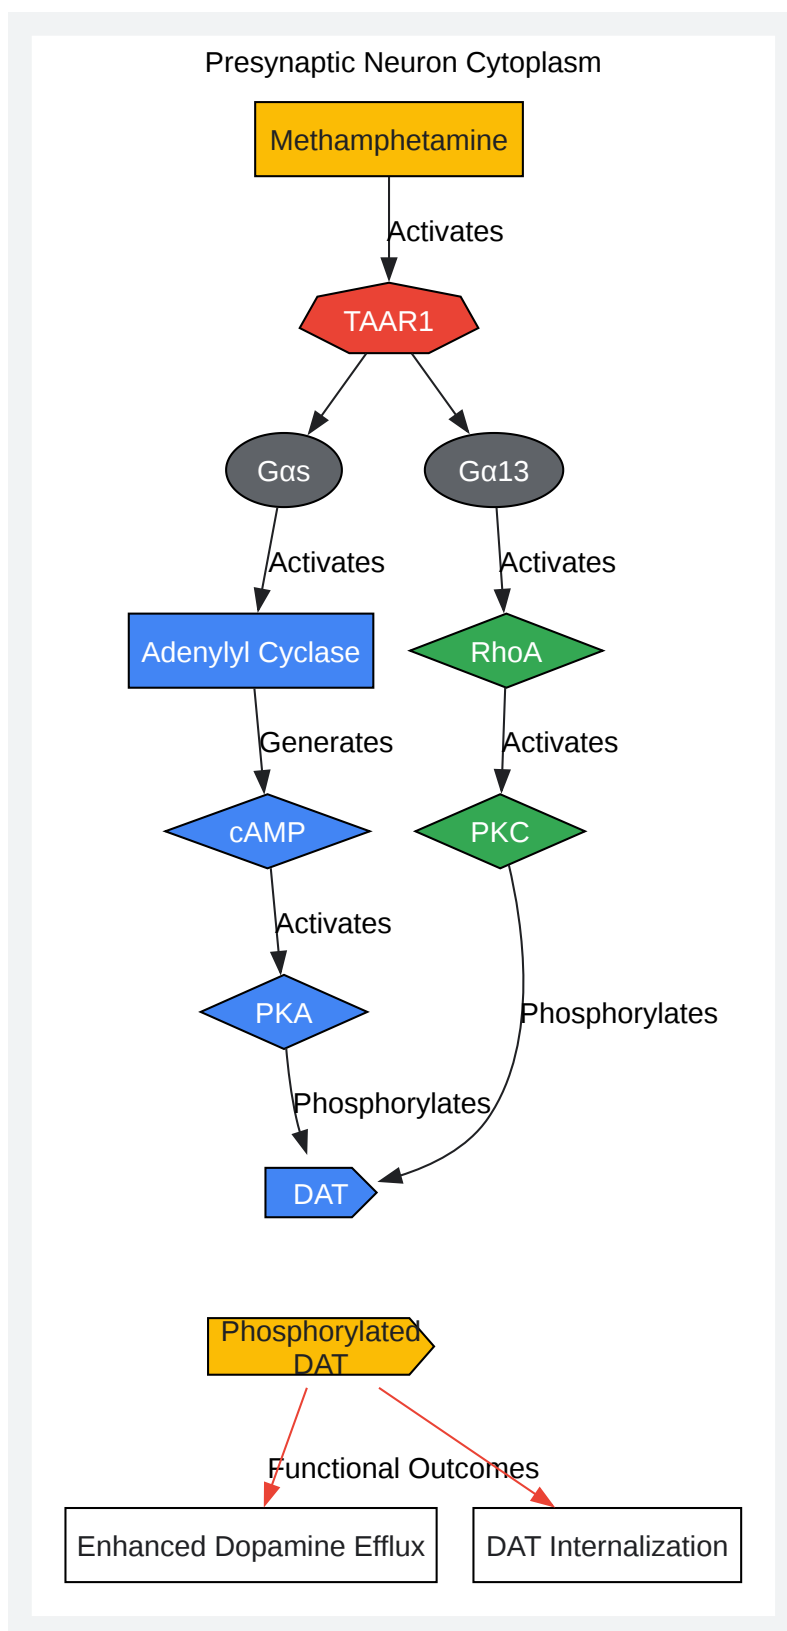 Presynaptic Neuron Cytoplasm
Methamphetamine
Activates
TAAR1
Gαs
Gα13
Activates
Activates
Adenylyl Cyclase
RhoA
Generates
Activates
cAMP
PKC
Activates
PKA
Phosphorylates
Phosphorylates
DAT
Phosphorylated
DAT
Functional Outcomes
Enhanced Dopamine Efflux
DAT Internalization